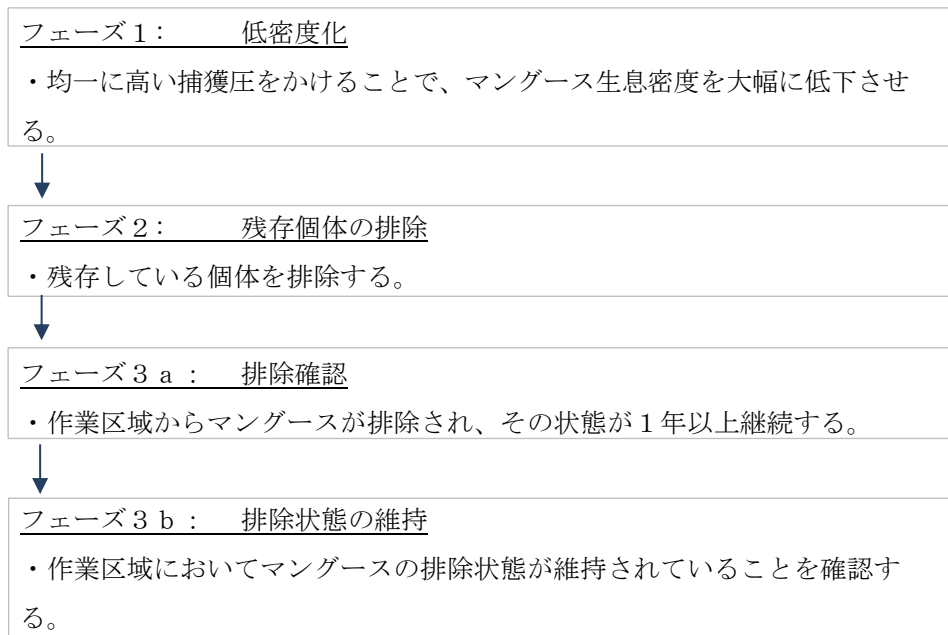 フェーズ1：　　低密度化
・均一に高い捕獲圧をかけることで、マングース生息密度を大幅に低下させ
る。
フェーズ2：　　残存個体の排除
・残存している個体を排除する。
フェーズ3a：　排除確認
・作業区域からマングースが排除され、その状態が1年以上継続する。
フェーズ3b：　排除状態の維持
・作業区域においてマングースの排除状態が維持されていることを確認す
る。